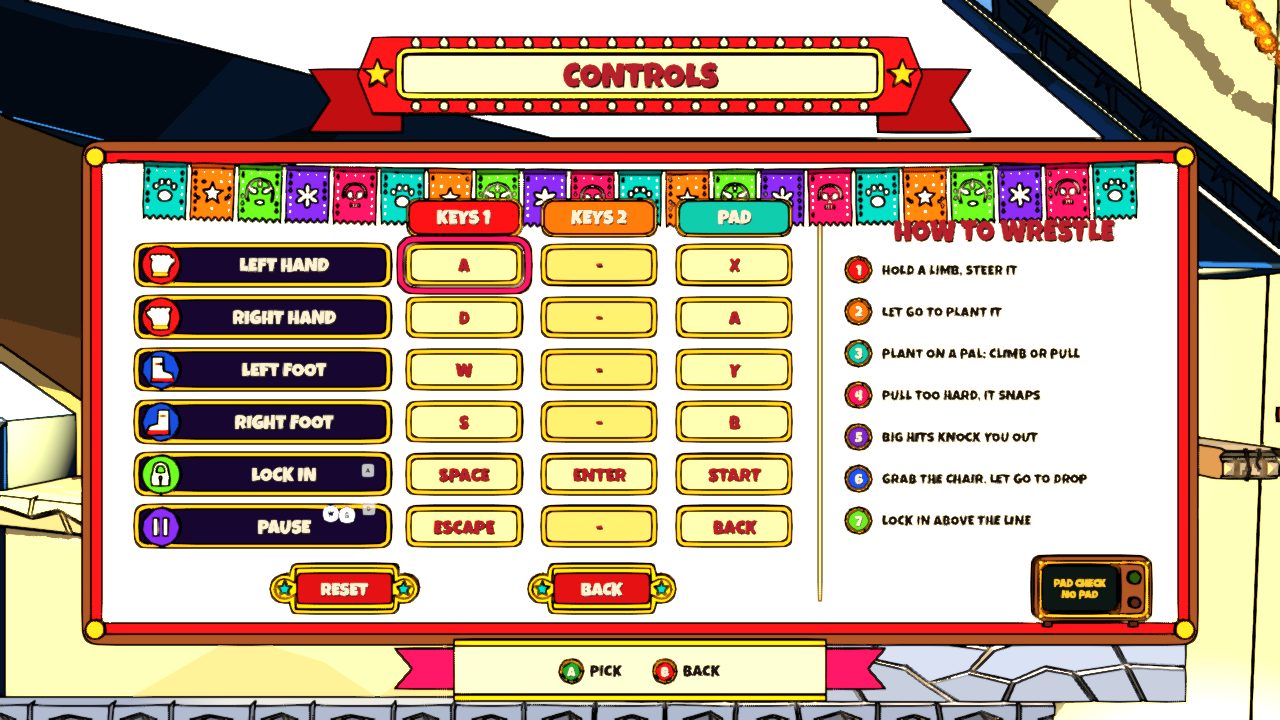 CONTROLS
KEYS 1 KEYS 2 PAD
HOW TO WRESTLE
LEFT HAND A - X
RIGHT HAND D - A
LEFT FOOT W - Y
RIGHT FOOT S - B
LOCK IN A SPACE ENTER START
PAUSE ESCAPE - BACK
1 HOLD A LIMB, STEER IT
2 LET GO TO PLANT IT
3 PLANT ON A PAL: CLIMB OR PULL
4 PULL TOO HARD, IT SNAPS
5 BIG HITS KNOCK YOU OUT
6 GRAB THE CHAIR. LET GO TO DROP
7 LOCK IN ABOVE THE LINE
RESET BACK
PAD CHECK
NO PAD
A PICK B BACK